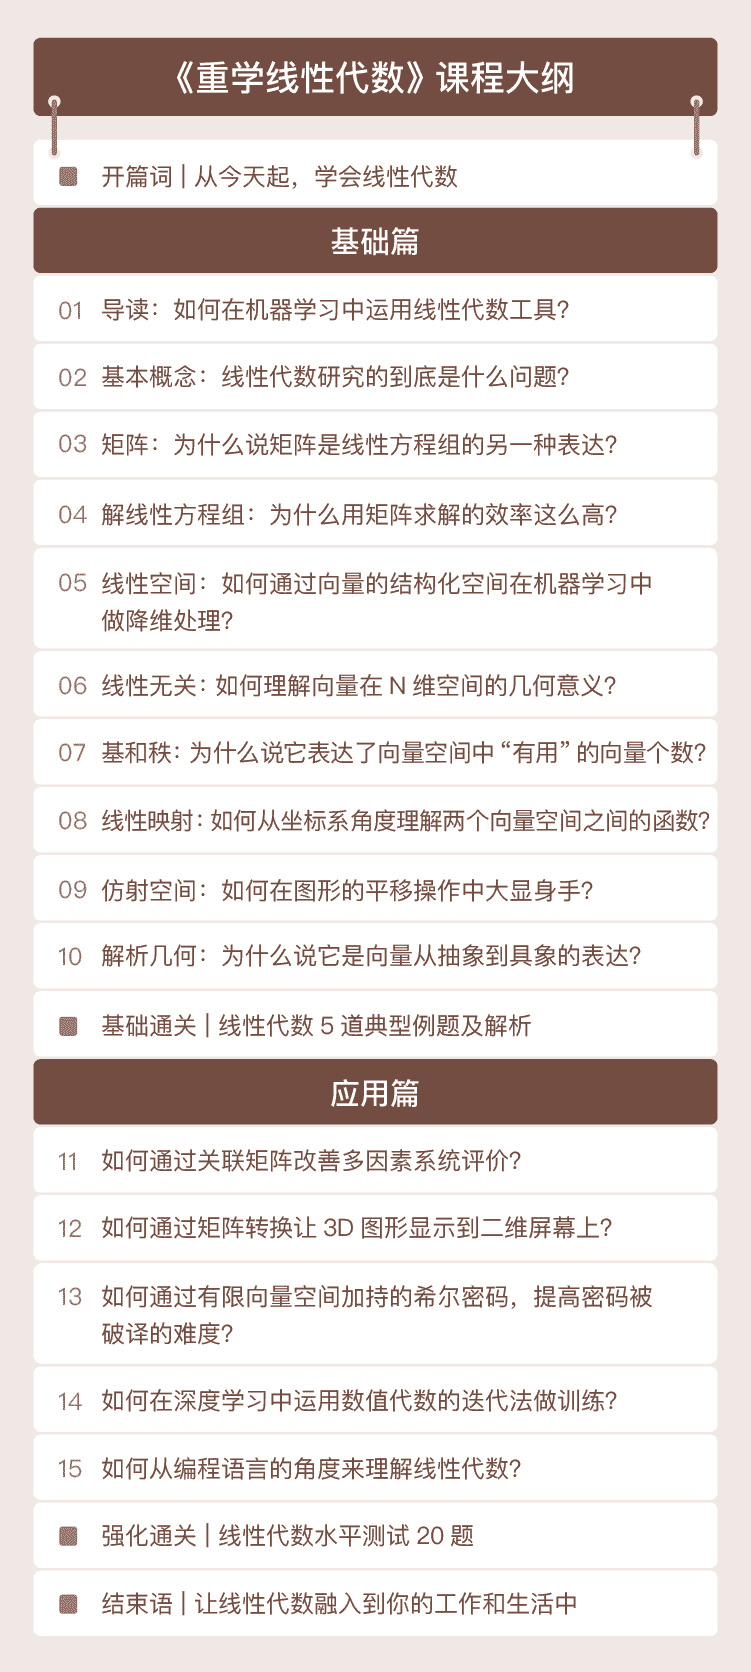 《重学线性代数》课程大纲
开篇词 | 从今天起，学会线性代数
基础篇
01 导读：如何在机器学习中运用线性代数工具？
02 基本概念：线性代数研究的到底是什么问题？
03 矩阵：为什么说矩阵是线性方程组的另一种表达？
04 解线性方程组：为什么用矩阵求解的效率这么高？
05 线性空间：如何通过向量的结构化空间在机器学习中
做降维处理？
06 线性无关：如何理解向量在 N 维空间的几何意义？
07 基和秩：为什么说它表达了向量空间中“有用”的向量个数？
08 线性映射：如何从坐标系角度理解两个向量空间之间的函数？
09 仿射空间：如何在图形的平移操作中大显身手？
10 解析几何：为什么说它是向量从抽象到具象的表达？
基础通关 | 线性代数 5 道典型例题及解析
应用篇
11 如何通过关联矩阵改善多因素系统评价？
12 如何通过矩阵转换让 3D 图形显示到二维屏幕上？
13 如何通过有限向量空间加持的希尔密码，提高密码被
破译的难度？
14 如何在深度学习中运用数值代数的迭代法做训练？
15 如何从编程语言的角度来理解线性代数？
强化通关 | 线性代数水平测试 20 题
结束语 | 让线性代数融入到你的工作和生活中